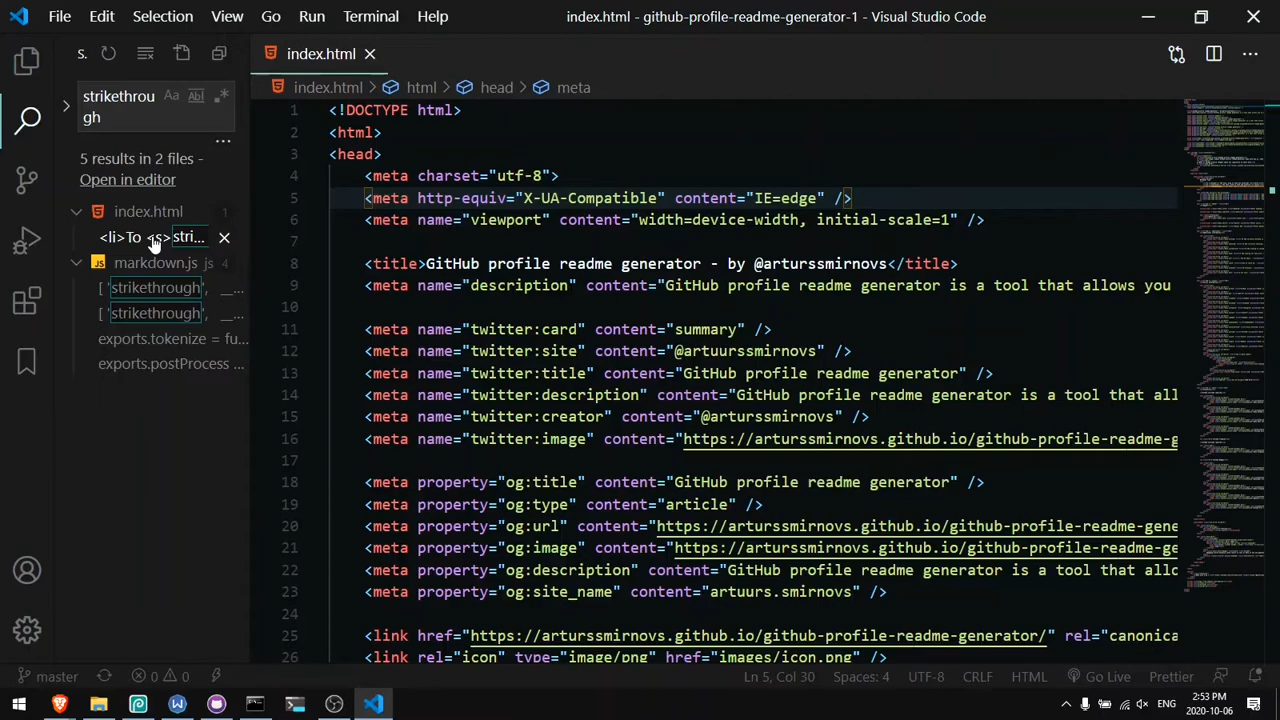 File Edit Selection View Go Run Terminal Help
index.html - github-profile-readme-generator-1 - Visual Studio Code
S.
strikethrou
gh
5 results in 2 files -
editor
index.html 1
stri...
js 4
[ strikethrough, __...
[ strikethrough, __...
exports.tokenize = fu...
exports.postProcess ...
index.html
index.html > html > head > meta
1 <!DOCTYPE html>
2 <html>
3 <head>
4 <meta charset="utf-8"
5 <meta http-equiv="X-UA-Compatible" content="IE=edge" />
6 <meta name="viewport" content="width=device-width, initial-scale=1" />
7
8 <title>GitHub profile readme generator - by @arturssmirnovs</title>
9 <meta name="description" content="GitHub profile readme generator is a tool that allows you
10
11 <meta name="twitter:card" content="summary" />
12 <meta name="twitter:site" content="@arturssmirnovs" />
13 <meta name="twitter:title" content="GitHub profile readme generator" />
14 <meta name="twitter:description" content="GitHub profile readme generator is a tool that all
15 <meta name="twitter:creator" content="@arturssmirnovs" />
16 <meta name="twitter:image" content="https://arturssmirnovs.github.io/github-profile-readme-g
17
18 <meta property="og:title" content="GitHub profile readme generator" />
19 <meta property="og:type" content="article" />
20 <meta property="og:url" content="https://arturssmirnovs.github.io/github-profile-readme-gene
21 <meta property="og:image" content="https://arturssmirnovs.github.io/github-profile-readme-ge
22 <meta property="og:description" content="GitHub profile readme generator is a tool that allo
23 <meta property="og:site_name" content="artuurssmirnovs" />
24
25 <link href="https://arturssmirnovs.github.io/github-profile-readme-generator/" rel="canonica
26 <link rel="icon" type="image/png" href="images/icon.png" />
master 0 0
Ln 5, Col 30 Spaces: 4 UTF-8 CRLF HTML Go Live Prettier
ENG 2:53 PM
2020-10-06